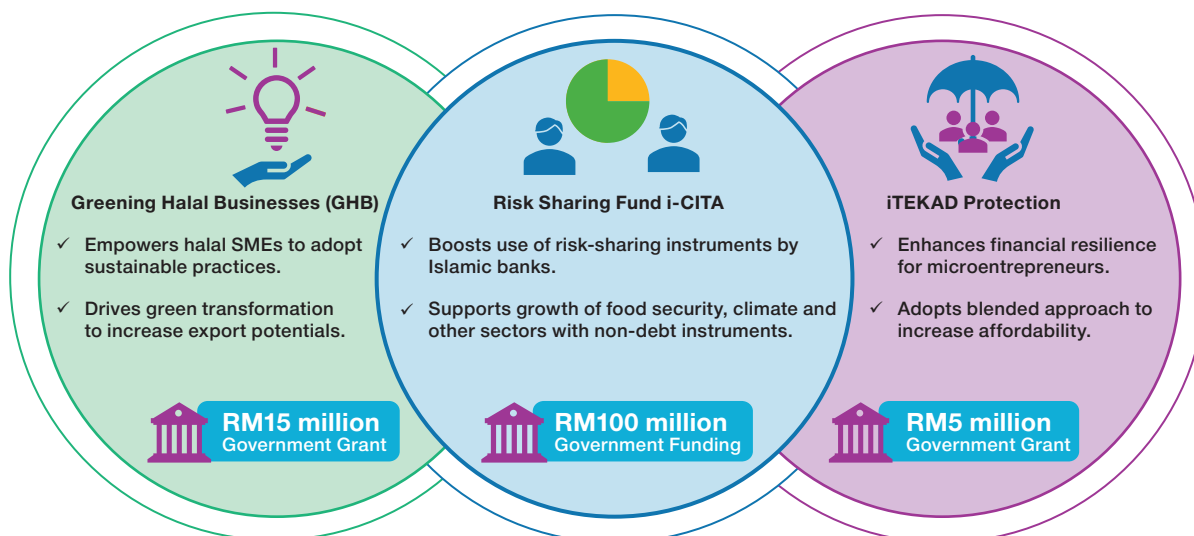 Greening Halal Businesses (GHB)
✓ Empowers halal SMEs to adopt
sustainable practices.
✓ Drives green transformation
to increase export potentials.
RM15 million
Government Grant
Risk Sharing Fund i-CITA
✓ Boosts use of risk-sharing instruments by
Islamic banks.
✓ Supports growth of food security, climate and
other sectors with non-debt instruments.
RM100 million
Government Funding
iTEKAD Protection
✓ Enhances financial resilience
for microentrepreneurs.
✓ Adopts blended approach to
increase affordability.
RM5 million
Government Grant